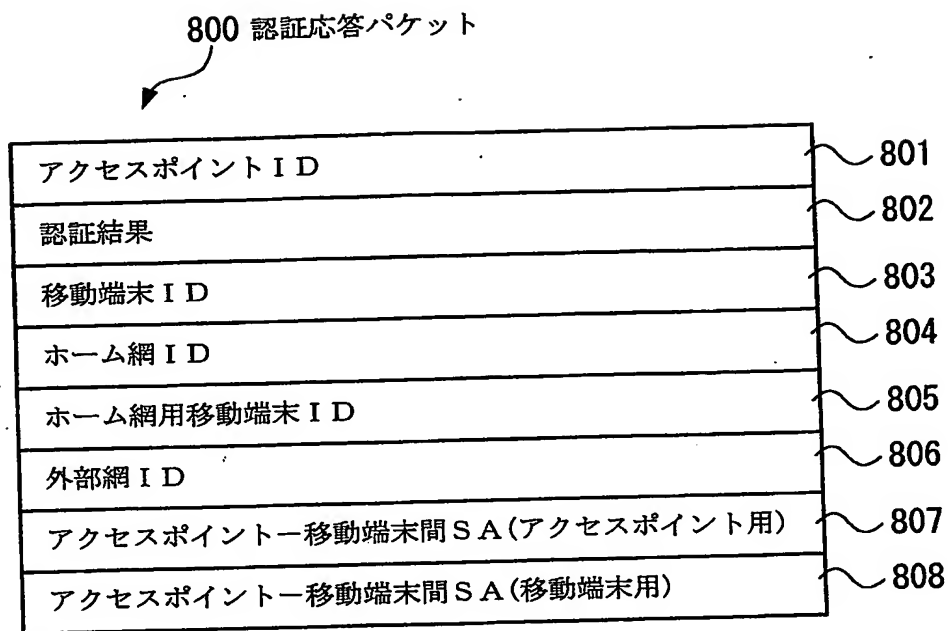 800 認証応答パケット
アクセスポイントID 801
認証結果 802
移動端末ID 803
ホーム網ID 804
ホーム網用移動端末ID 805
外部網ID 806
アクセスポイントー移動端末間SA(アクセスポイント用) 807
アクセスポイントー移動端末間SA(移動端末用) 808